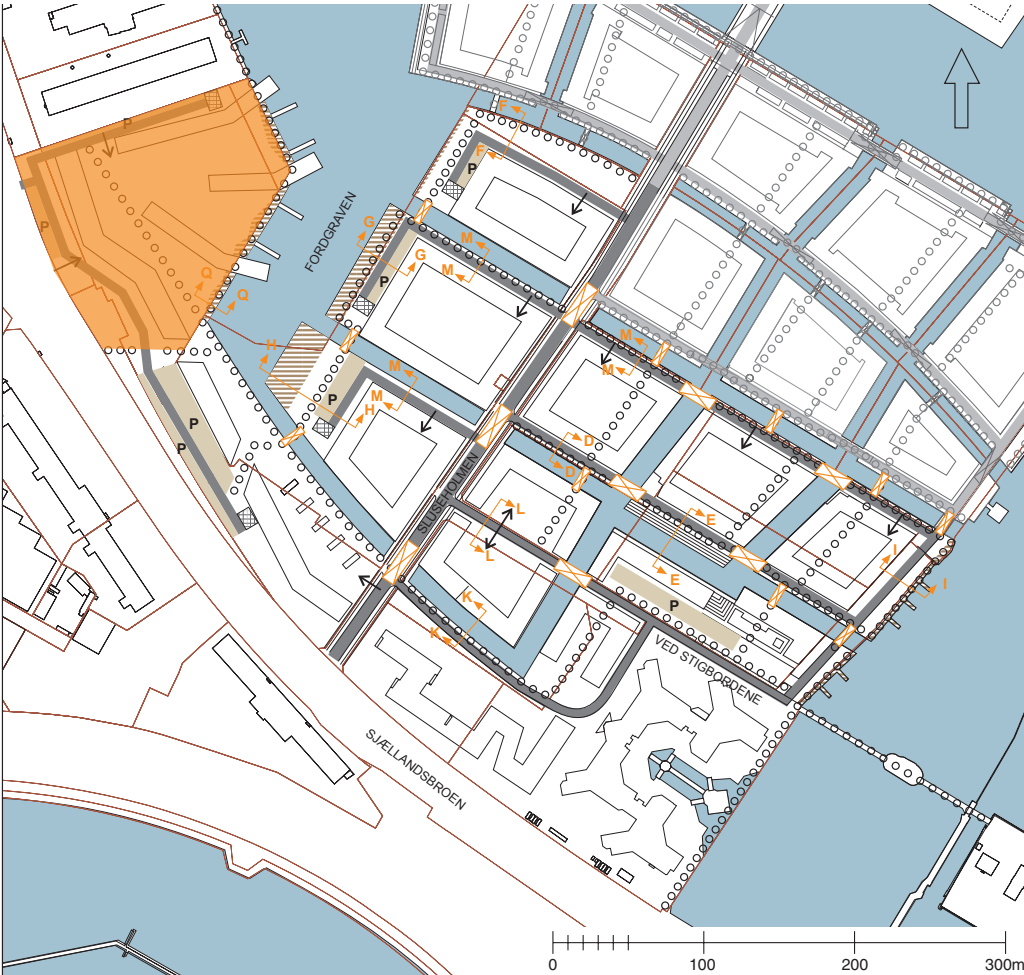 P
F
F
P
FORDGRAVEN
G
G
M
M
P
P
Q
Q
H
H
M
M
M
M
P
P
P
D
D
SLUSEHOLMEN
L
L
E
E
I
I
K
K
P
VED STIGBORDENE
SJÆLLANDSBROEN
0 100 200 300m